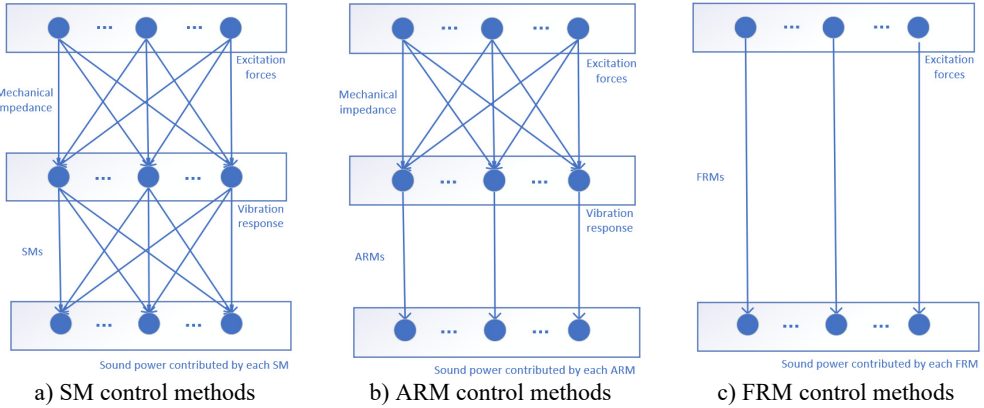 Excitation
forces
Mechanical
impedance
Vibration
response
SMs
Sound power contributed by each SM
a) SM control methods
Excitation
forces
Mechanical
impedance
Vibration
response
ARMs
Sound power contributed by each ARM
b) ARM control methods
Excitation
forces
FRMs
Sound power contributed by each FRM
c) FRM control methods